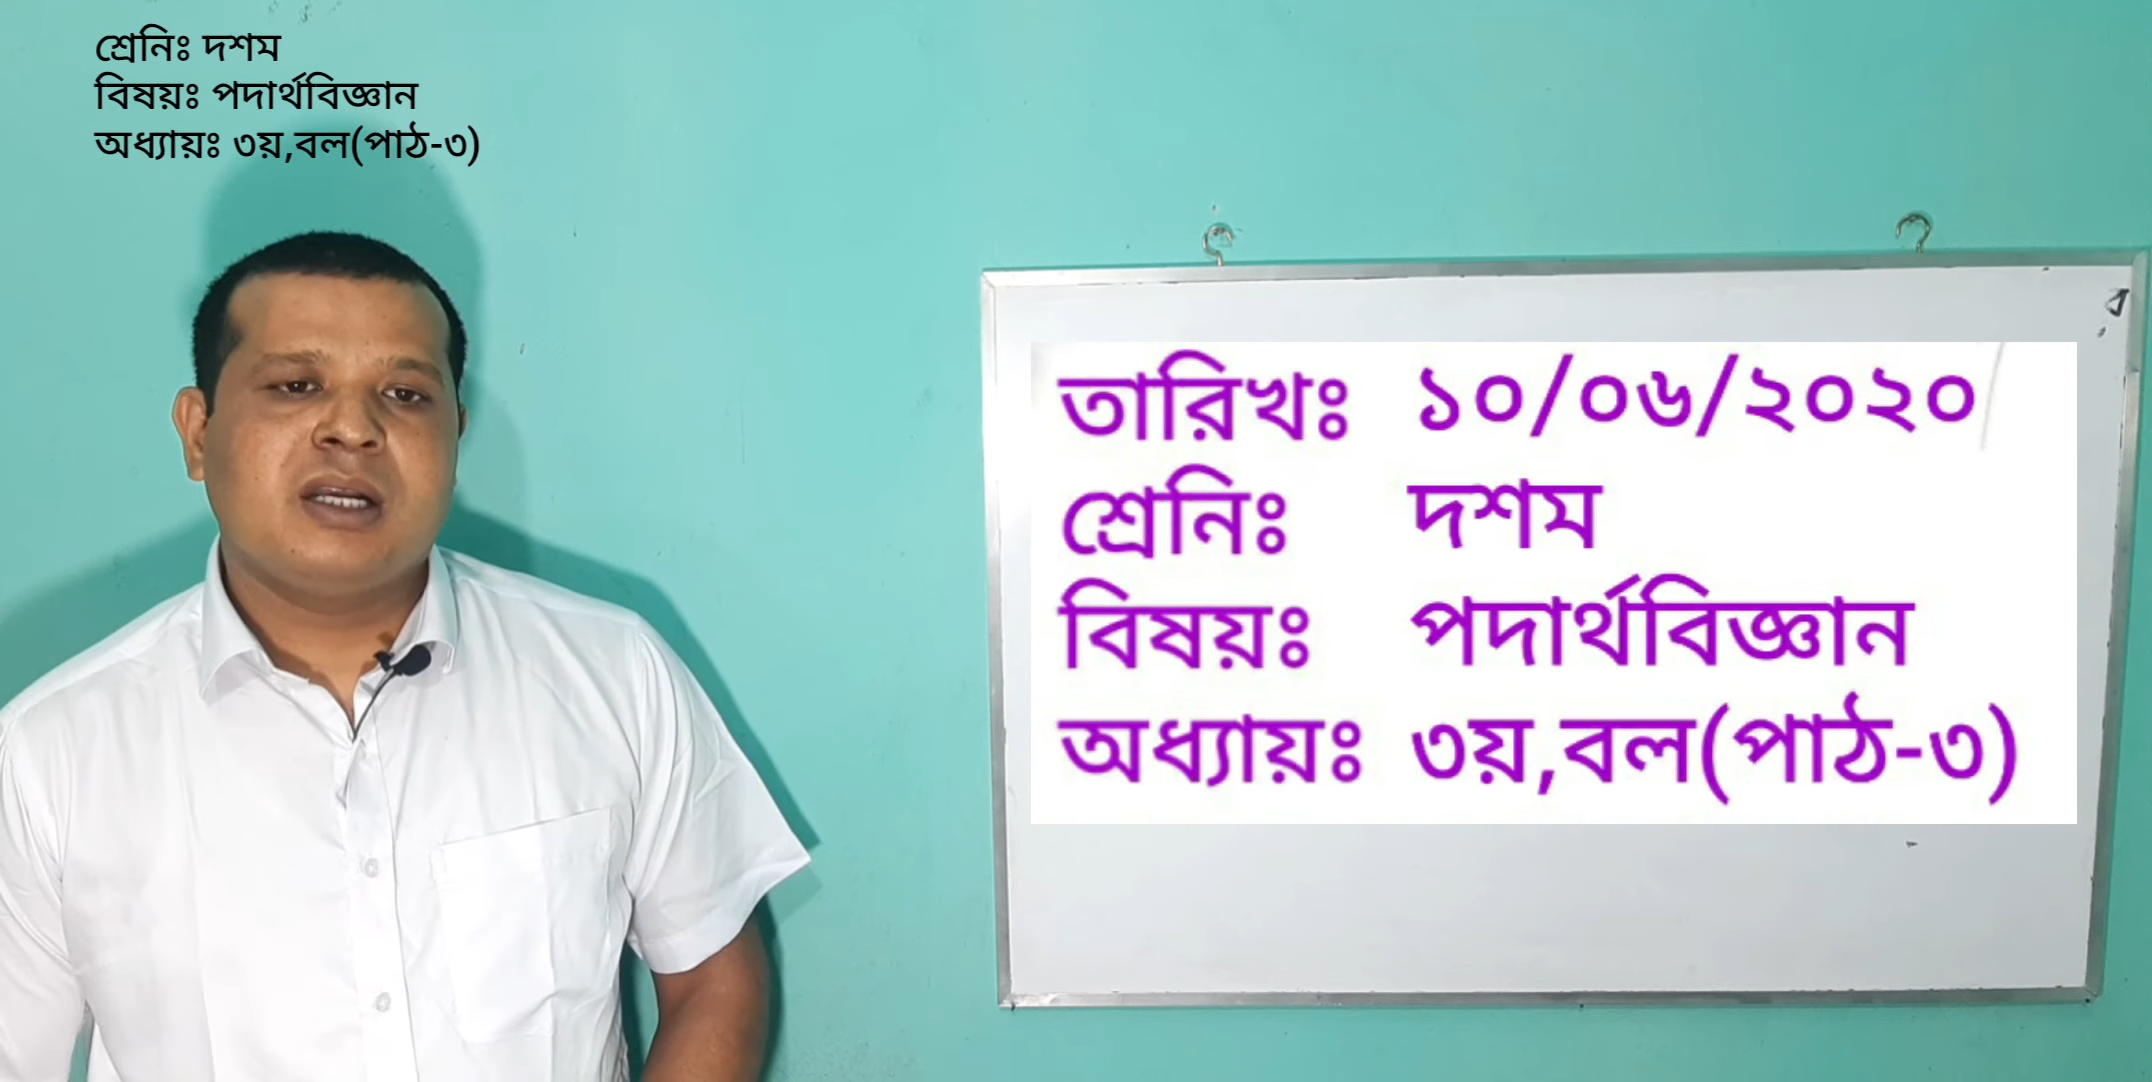 শ্রেনিঃ দশম
বিষয়ঃ পদার্থবিজ্ঞান
অধ্যায়ঃ ৩য়,বল(পাঠ-৩)
তারিখঃ ১০/০৬/২০২০
শ্রেনিঃ দশম
বিষয়ঃ পদার্থবিজ্ঞান
অধ্যায়ঃ ৩য়,বল(পাঠ-৩)